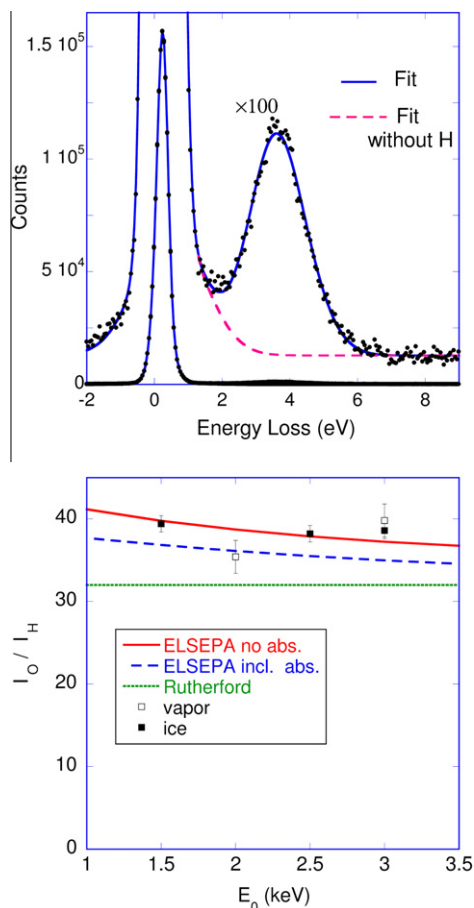 1.5 10⁵
1 10⁵
5 10⁴
0
Counts
×100
Fit
Fit
without H
-2 0 2 4 6 8
Energy Loss (eV)
40
30
20
10
0
I_O / I_H
ELSEPA no abs.
ELSEPA incl. abs.
Rutherford
vapor
ice
1 1.5 2 2.5 3 3.5
E₀ (keV)